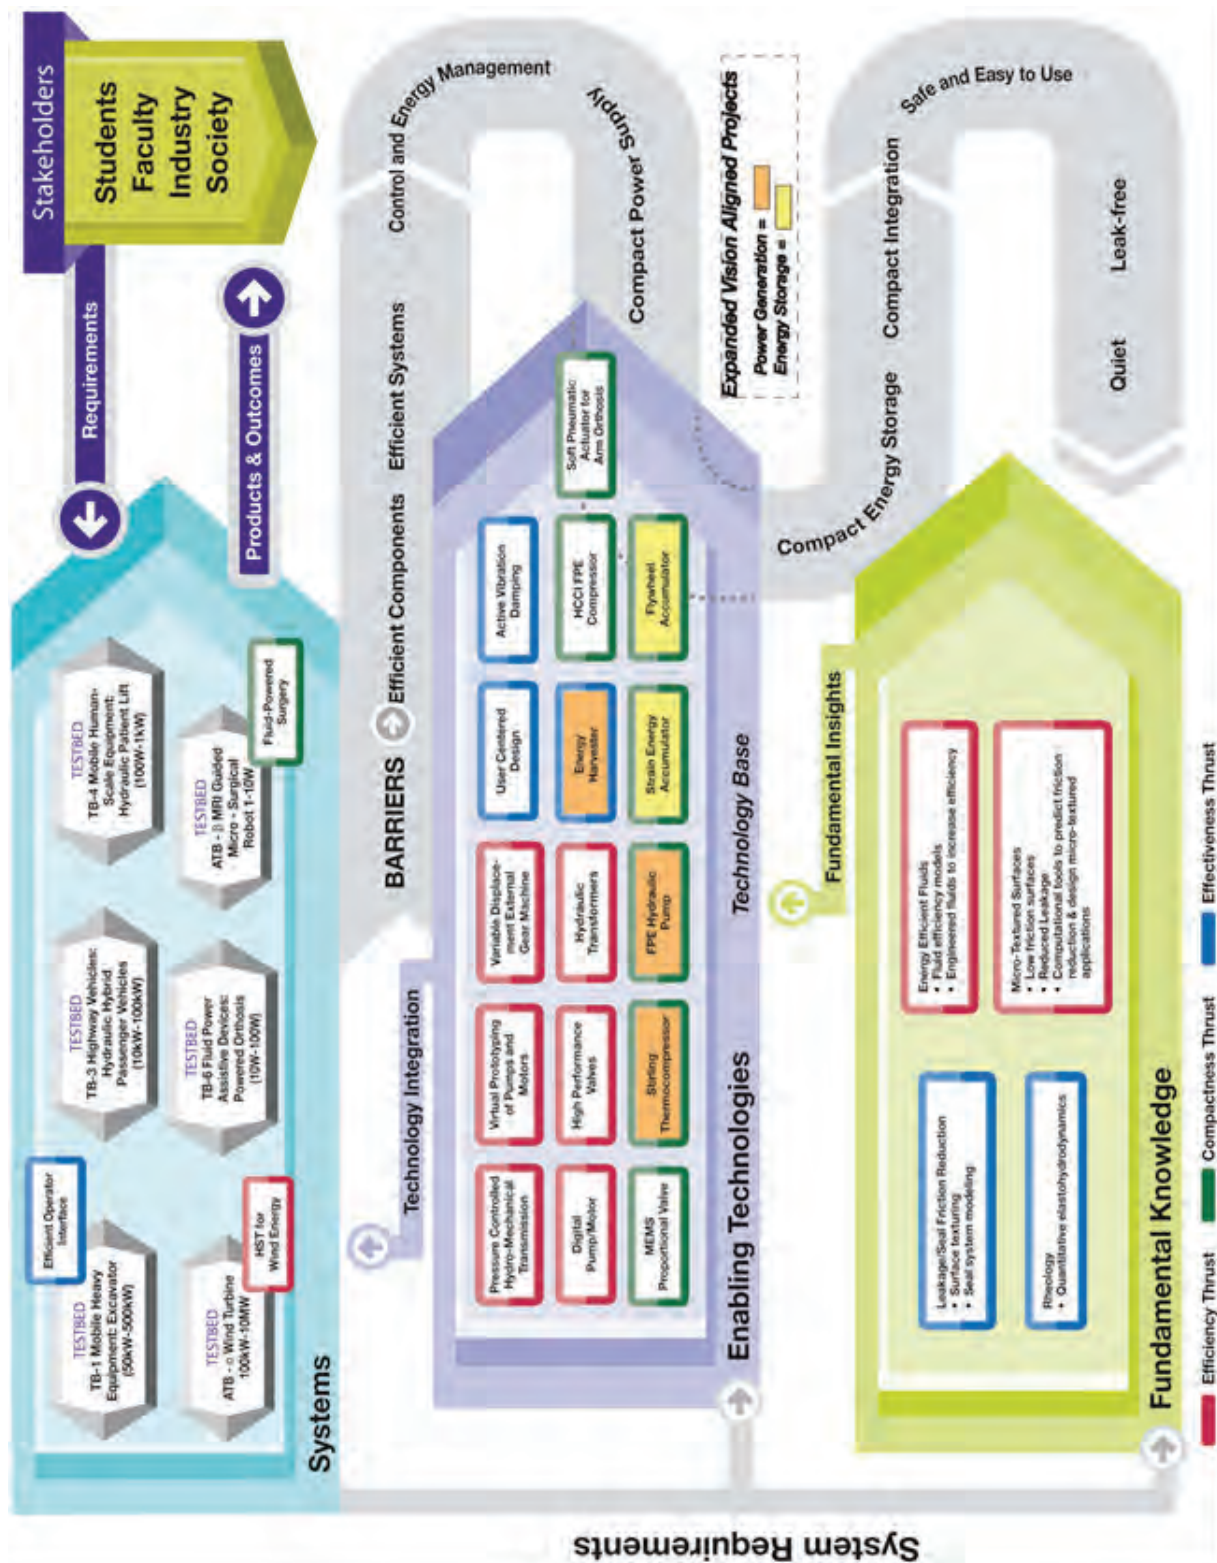 System Requirements
Stakeholders
Students
Faculty
Industry
Society
Requirements
Products & Outcomes
Systems
TESTBED
TB-1 Mobile Heavy
Equipment: Excavator
(50kW-500kW)
Efficient Operator
Interface
TESTBED
TB-3 Highway Vehicles:
Hydraulic Hybrid
Passenger Vehicles
(10kW-100kW)
TESTBED
TB-4 Mobile Human-
Scale Equipment:
Hydraulic Patient Lift
(100W-1kW)
TESTBED
ATB - α Wind Turbine
100kW-10MW
HST for
Wind Energy
TESTBED
TB-6 Fluid Power
Assistive Devices:
Powered Orthosis
(10W-100W)
TESTBED
ATB - β MRI Guided
Micro - Surgical
Robot 1-10W
Fluid-Powered
Surgery
BARRIERS
Efficient Components
Efficient Systems
Control and Energy Management
Compact Power Supply
Compact Energy Storage
Compact Integration
Safe and Easy to Use
Leak-free
Quiet
Technology Integration
Pressure Controlled
Hydro-Mechanical
Transmission
Virtual Prototyping
of Pumps and
Motors
Variable Displace-
ment External
Gear Machine
User Centered
Design
Active Vibration
Damping
Digital
Pump/Motor
High Performance
Valves
Hydraulic
Transformers
Energy
Harvester
HCCI FPE
Compressor
Soft Pneumatic
Actuator for
Arm Orthosis
MEMS
Proportional Valve
Stirling
Thermocompressor
FPE Hydraulic
Pump
Strain Energy
Accumulator
Flywheel
Accumulator
Enabling Technologies
Technology Base
Expanded Vision Aligned Projects
Power Generation =
Energy Storage =
Fundamental Insights
Leakage/Seal Friction Reduction
• Surface texturing
• Seal system modeling
Energy Efficient Fluids
• Fluid efficiency models
• Engineered fluids to increase efficiency
Rheology
• Quantitative elastohydrodynamics
Micro-Textured Surfaces
• Low friction surfaces
• Reduced Leakage
• Computational tools to predict friction
reduction & design micro-textured
applications
Fundamental Knowledge
Efficiency Thrust
Compactness Thrust
Effectiveness Thrust